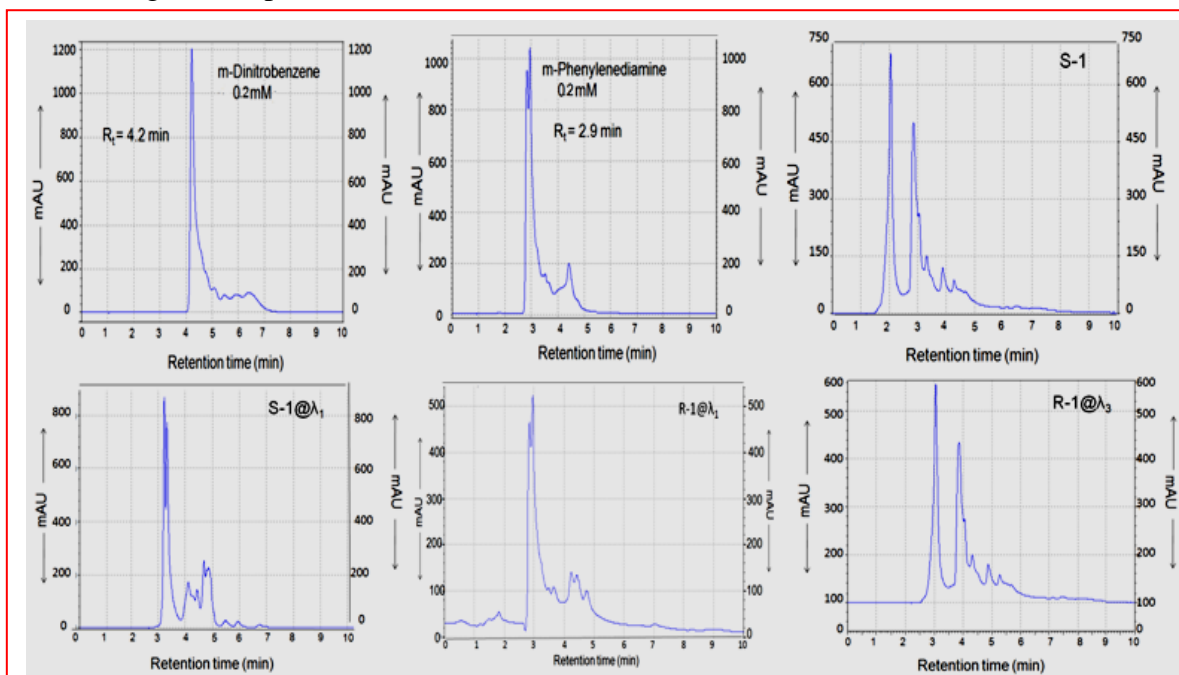 1200
1000
800
600
400
200
0
mAU
m-Dinitrobenzene
0.2mM
Rt = 4.2 min
1200
1000
800
600
400
200
0
mAU
0 1 2 3 4 5 6 7 8 9 10
Retention time (min)
1000
800
600
400
200
0
mAU
m-Phenylenediamine
0.2mM
Rt = 2.9 min
1000
800
600
400
200
0
mAU
0 1 2 3 4 5 6 7 8 9 10
Retention time (min)
750
600
450
300
150
0
mAU
S-1
750
600
450
300
150
0
mAU
0 1 2 3 4 5 6 7 8 9 10
Retention time (min)
800
600
400
200
0
mAU
S-1@λ1
800
600
400
200
0
mAU
0 1 2 3 4 5 6 7 8 9 10
Retention time (min)
500
400
300
200
100
0
mAU
R-1@λ1
500
400
300
200
100
0
mAU
0 1 2 3 4 5 6 7 8 9 10
Retention time (min)
600
500
400
300
200
100
0
mAU
R-1@λ3
600
500
400
300
200
100
mAU
0 1 2 3 4 5 6 7 8 9 10
Retention time (min)